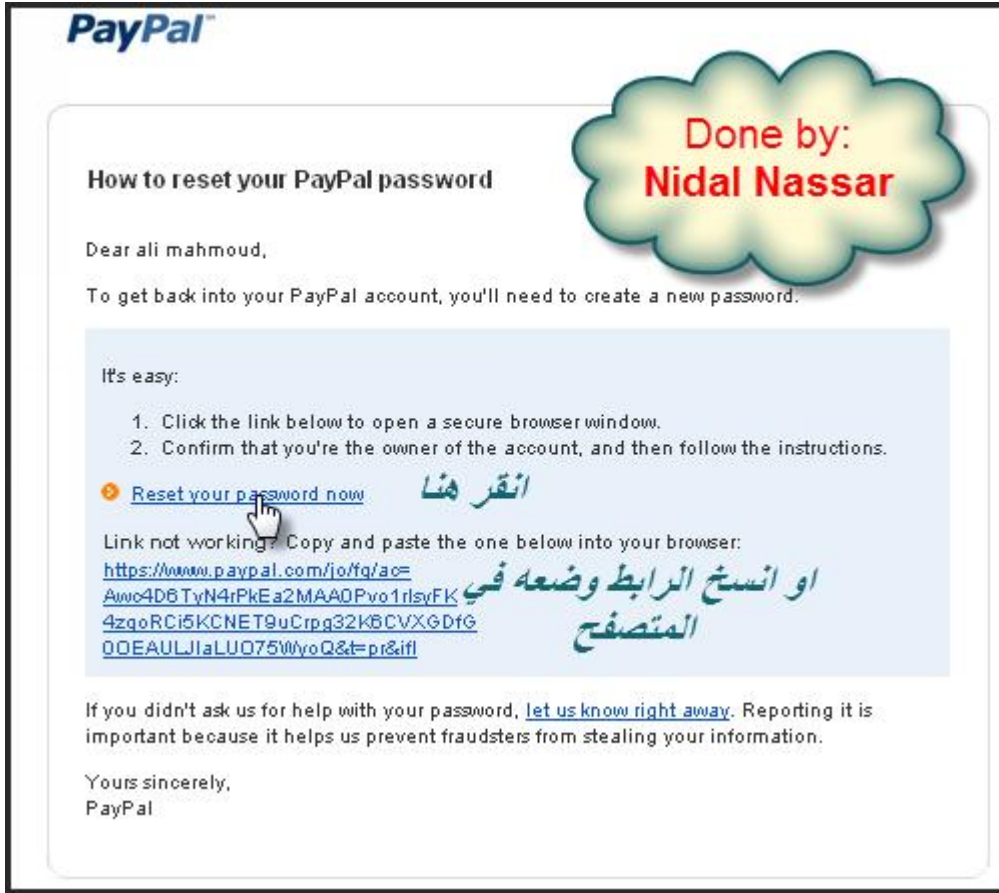 PayPal
Done by:
Nidal Nassar
How to reset your PayPal password
Dear ali mahmoud,
To get back into your PayPal account, you'll need to create a new password.
It's easy:
1. Click the link below to open a secure browser window.
2. Confirm that you're the owner of the account, and then follow the instructions.
Reset your password now
انقر هنا
Link not working? Copy and paste the one below into your browser:
https://www.paypal.com/jo/fq/ac=
او انسخ الرابط وضعه في
المتصفح
If you didn't ask us for help with your password, let us know right away. Reporting it is
important because it helps us prevent fraudsters from stealing your information.
Yours sincerely,
PayPal